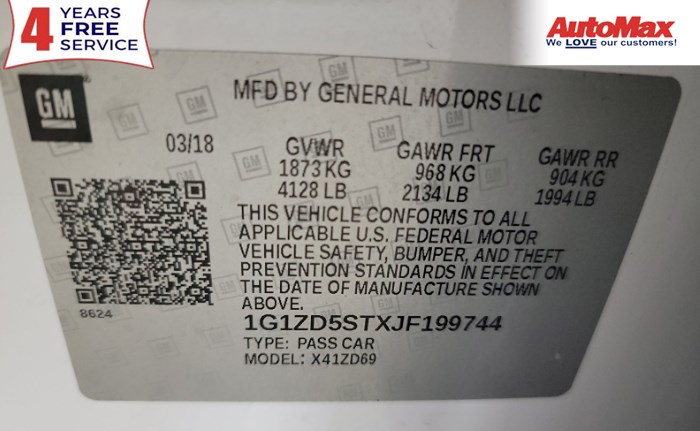 4 YEARS
FREE
SERVICE
AutoMax
We LOVE our customers!
GM
MFD BY GENERAL MOTORS LLC
03/18 GVWR GAWR FRT GAWR RR
1873 KG 968 KG 904 KG
4128 LB 2134 LB 1994 LB
THIS VEHICLE CONFORMS TO ALL
APPLICABLE U.S. FEDERAL MOTOR
VEHICLE SAFETY, BUMPER, AND THEFT
PREVENTION STANDARDS IN EFFECT ON
THE DATE OF MANUFACTURE SHOWN
ABOVE.
8624
1G1ZD5STXJF199744
TYPE: PASS CAR
MODEL: X41ZD69